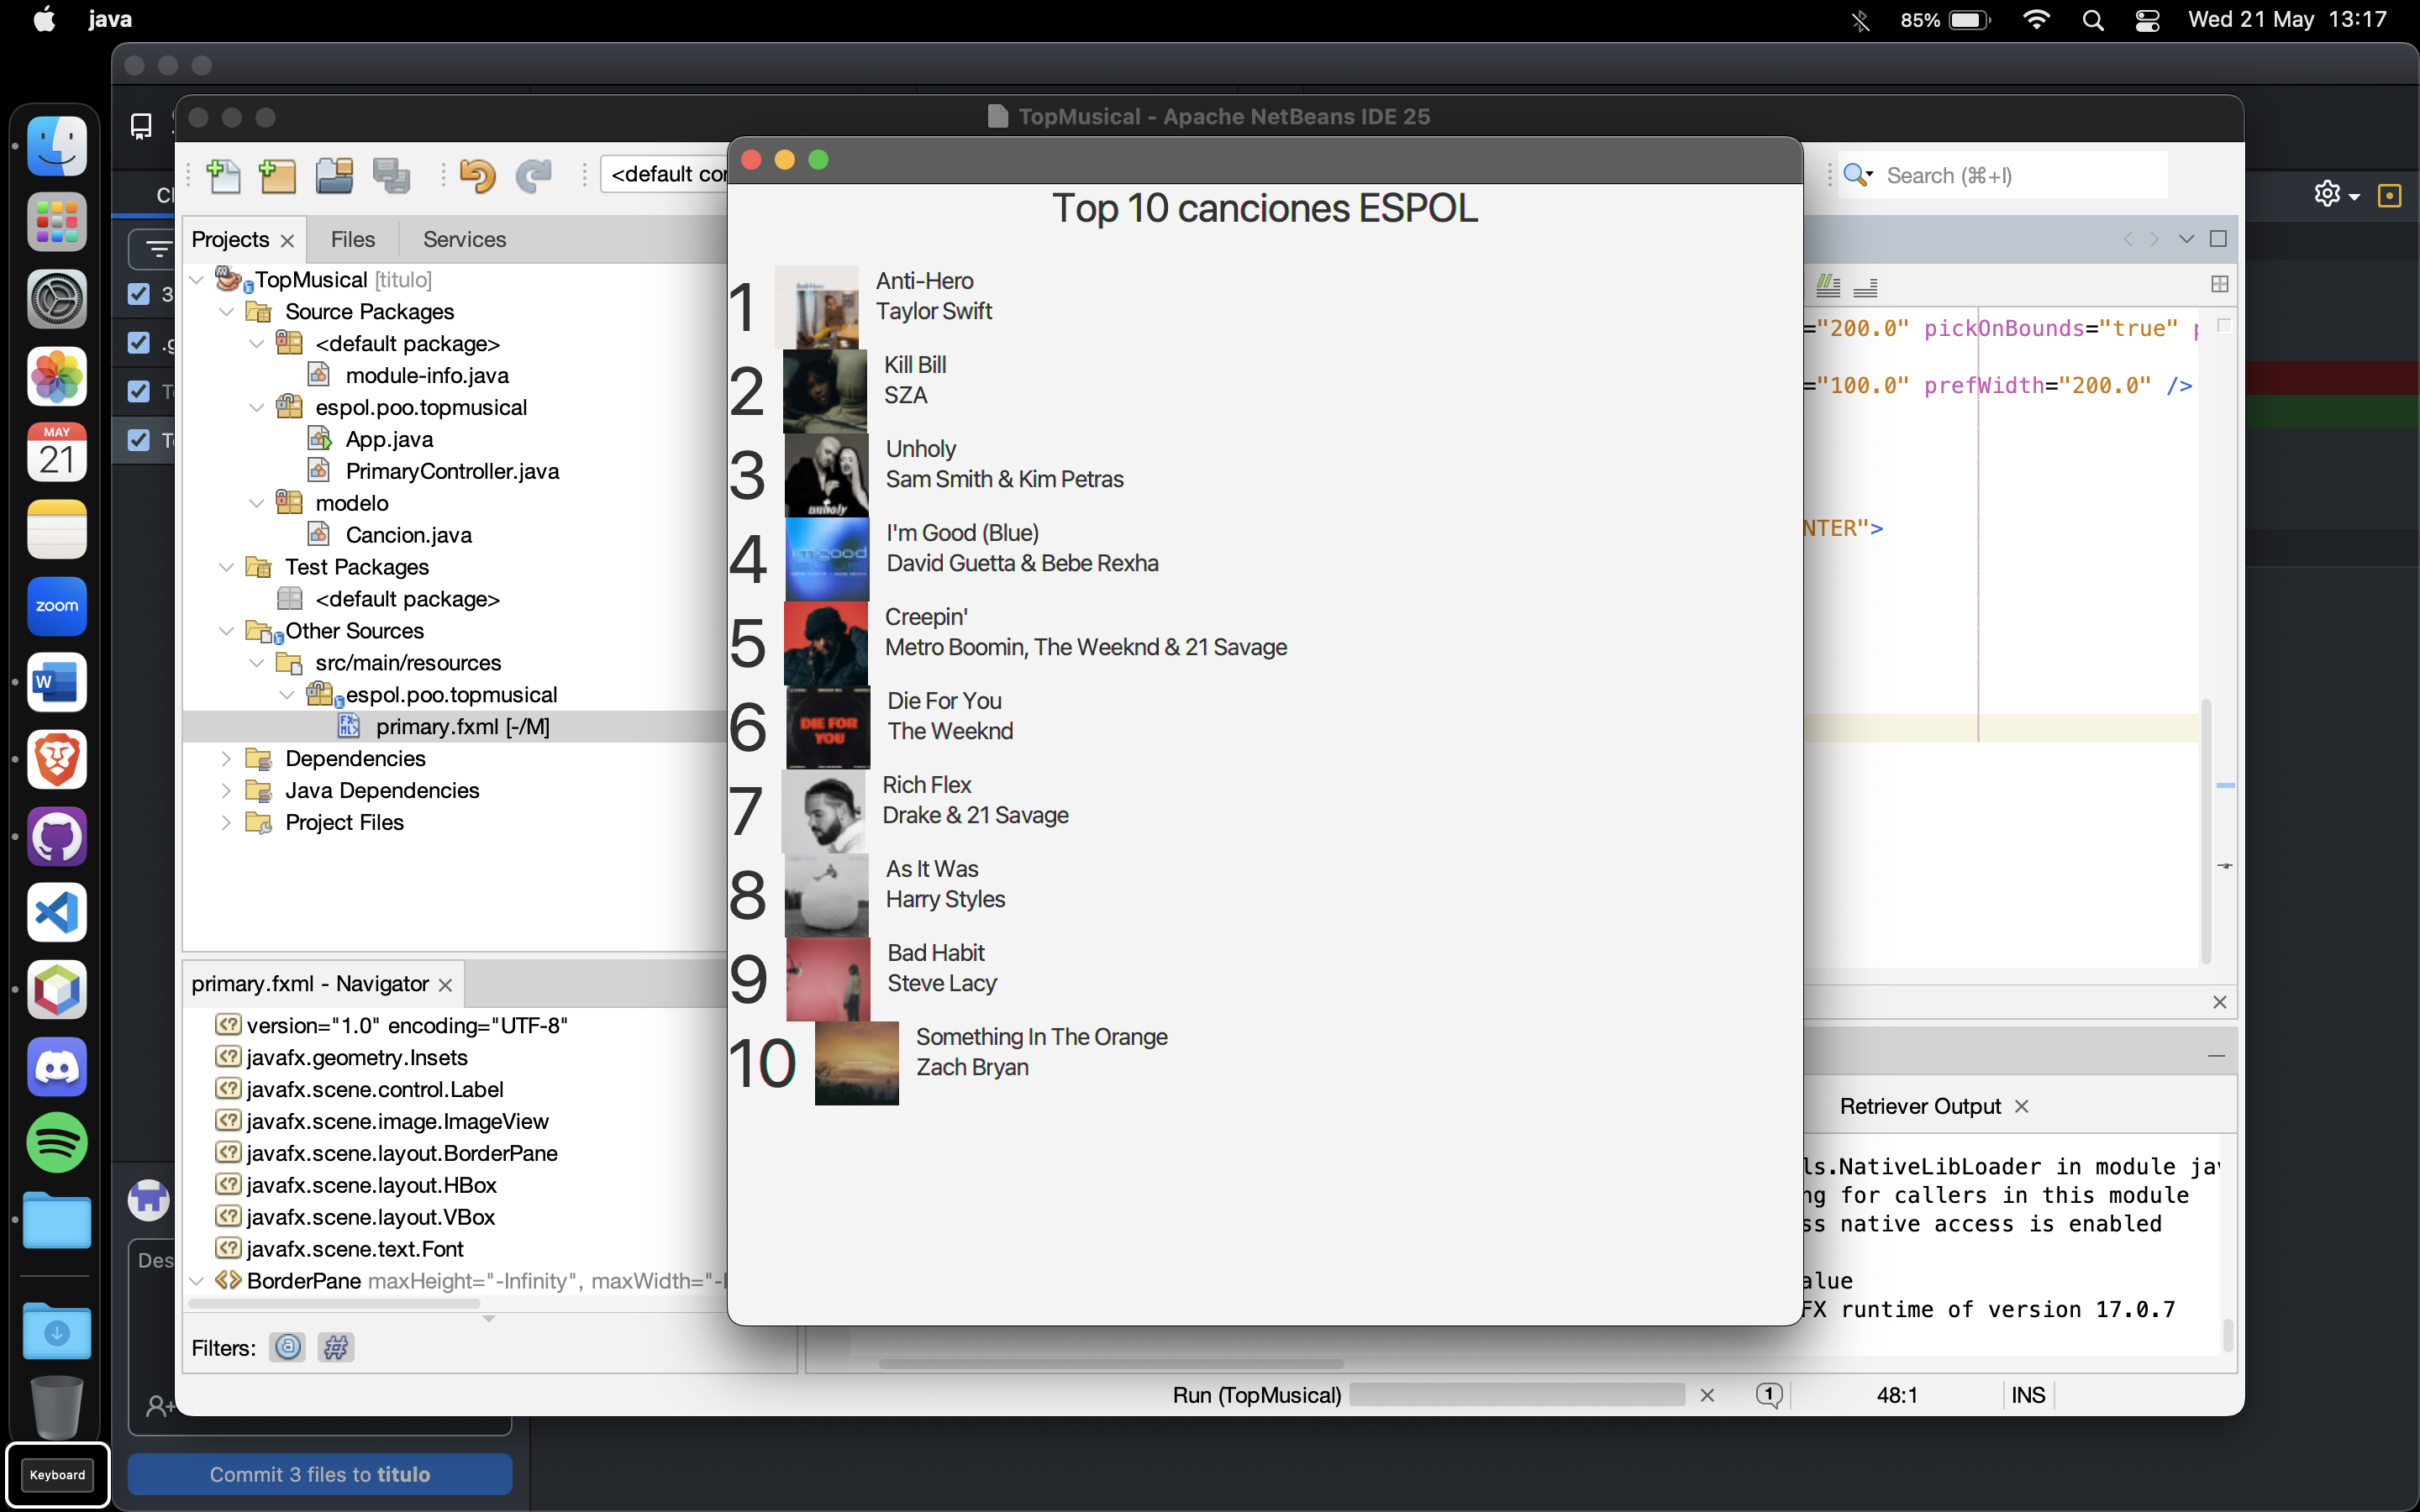 java
85%
Wed 21 May 13:17
TopMusical - Apache NetBeans IDE 25
<default con
Search (⌘+I)
Projects
Files
Services
TopMusical [titulo]
Source Packages
<default package>
module-info.java
espol.poo.topmusical
App.java
PrimaryController.java
modelo
Cancion.java
Test Packages
<default package>
Other Sources
src/main/resources
espol.poo.topmusical
primary.fxml [-/M]
Dependencies
Java Dependencies
Project Files
primary.fxml - Navigator
version="1.0" encoding="UTF-8"
javafx.geometry.Insets
javafx.scene.control.Label
javafx.scene.image.ImageView
javafx.scene.layout.BorderPane
javafx.scene.layout.HBox
javafx.scene.layout.VBox
javafx.scene.text.Font
BorderPane maxHeight="-Infinity", maxWidth="-
Filters:
Top 10 canciones ESPOL
1
Anti-Hero
Taylor Swift
2
Kill Bill
SZA
3
Unholy
Sam Smith & Kim Petras
4
I'm Good (Blue)
David Guetta & Bebe Rexha
5
Creepin'
Metro Boomin, The Weeknd & 21 Savage
6
DIE FOR
YOU
Die For You
The Weeknd
7
Rich Flex
Drake & 21 Savage
8
As It Was
Harry Styles
9
Bad Habit
Steve Lacy
10
Something In The Orange
Zach Bryan
="200.0" pickOnBounds="true"
="100.0" prefWidth="200.0" />
NTER">
Retriever Output
ls.NativeLibLoader in module ja
ng for callers in this module
ss native access is enabled
alue
FX runtime of version 17.0.7
Run (TopMusical)
1
48:1
INS
MAY
21
zoom
W
Keyboard
Des
Commit 3 files to titulo